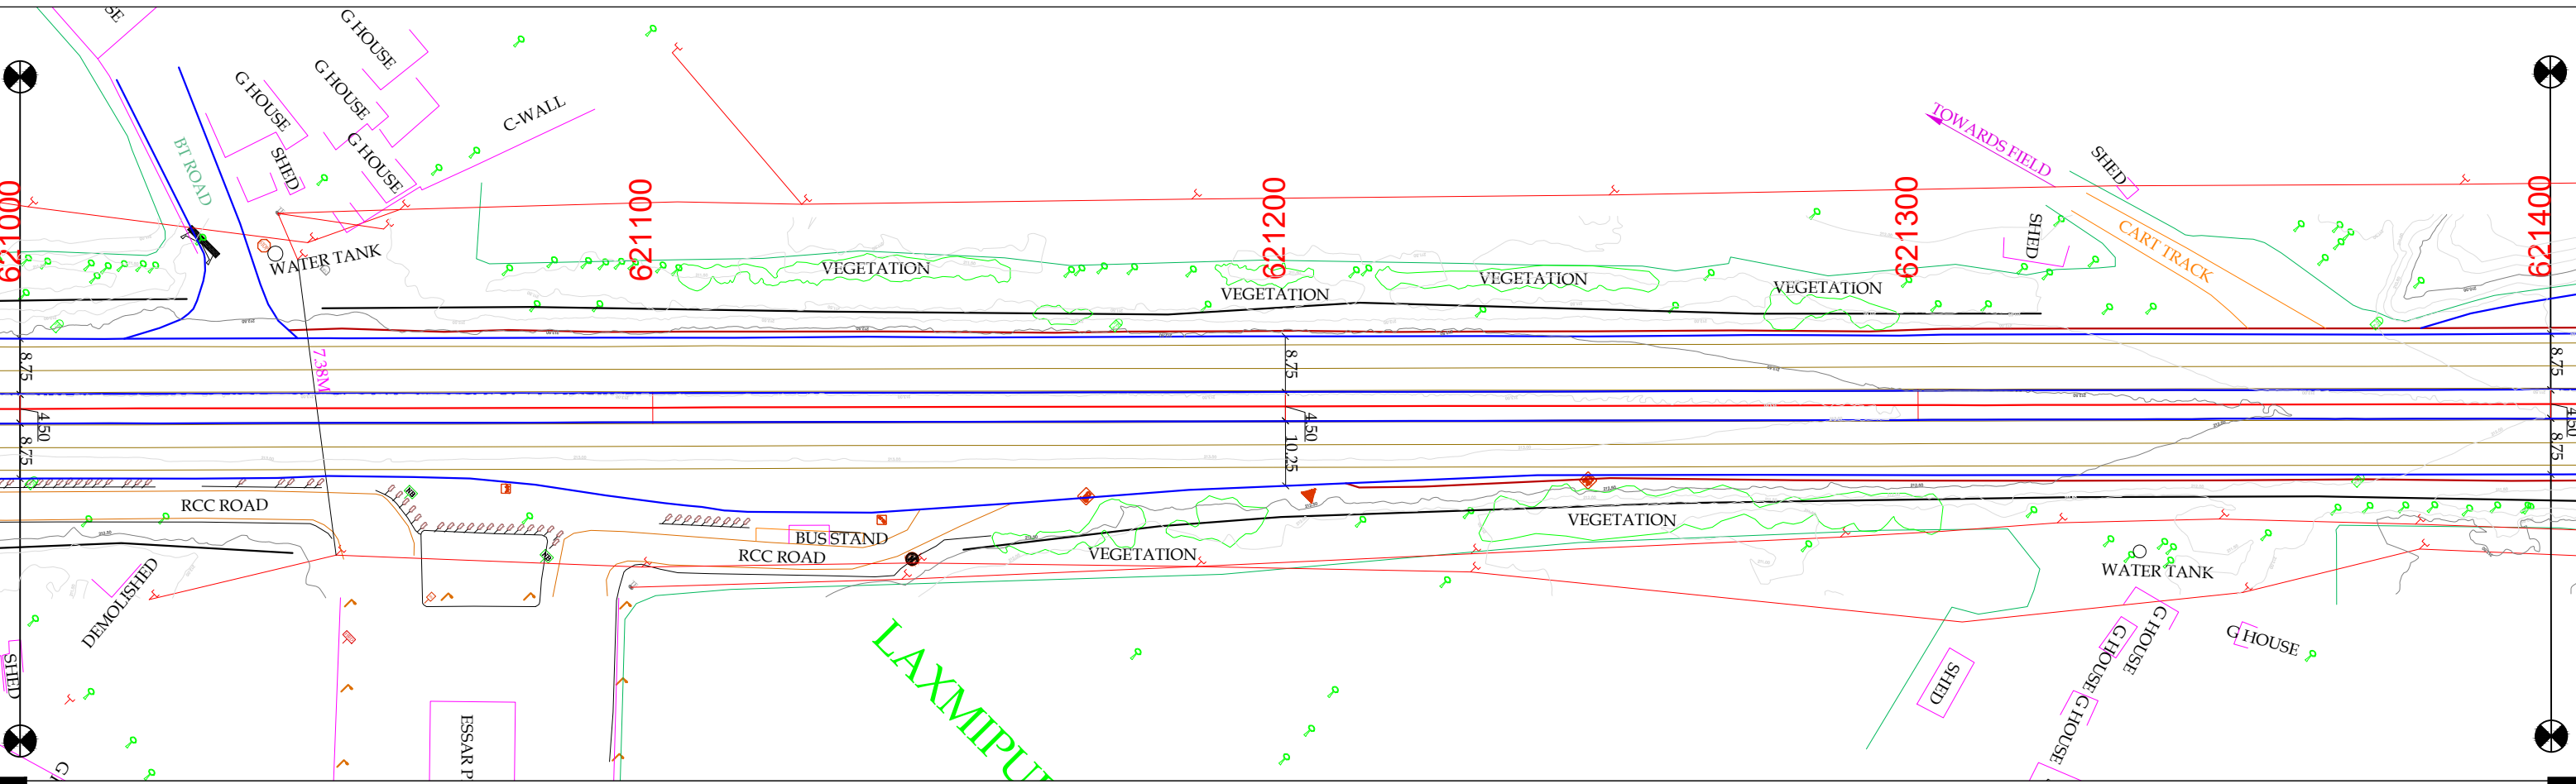 SE
G HOUSE
G HOUSE
G HOUSE
G HOUSE
C-WALL
BT ROAD
SHED
WATER TANK
TOWARDS FIELD
SHED
SHED
CART TRACK
621000
621100
621200
621300
621400
VEGETATION
VEGETATION
VEGETATION
VEGETATION
7.38M
8.75
8.75
8.75
4.50
4.50
4.50
8.75
10.25
8.75
RCC ROAD
BUS STAND
RCC ROAD
VEGETATION
VEGETATION
WATER TANK
DEMOLISHED
SHED
ESSAR P
LAXMIPU
SHED
G HOUSE
G HOUSE
G HOUSE
G HOUSE
G